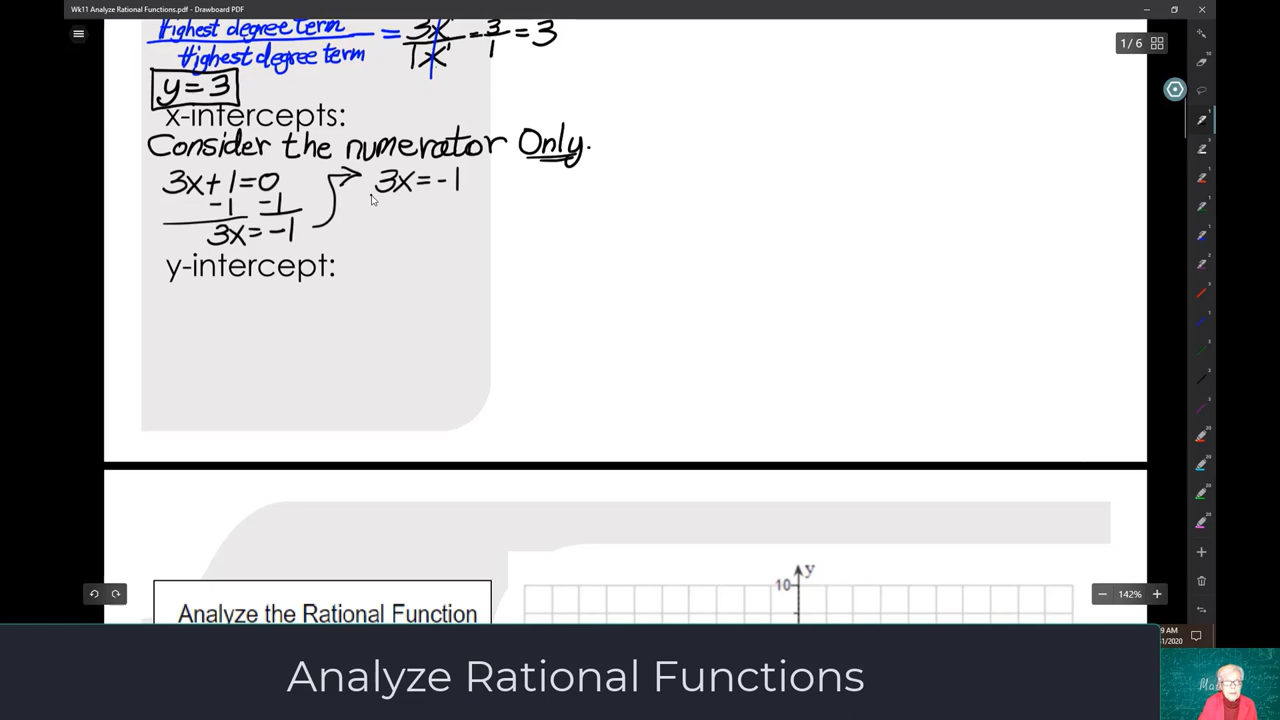 Wk11 Analyze Rational Functions.pdf - Drawboard PDF
Highest degree term / Highest degree term = 3x¹ / 1x¹ = 3/1 = 3
1 / 6
y = 3
x-intercepts:
Consider the numerator Only.
3x + 1 = 0
-1 -1
3x = -1
3x = -1
y-intercept:
Analyze the Rational Function
y
10
142%
Analyze Rational Functions